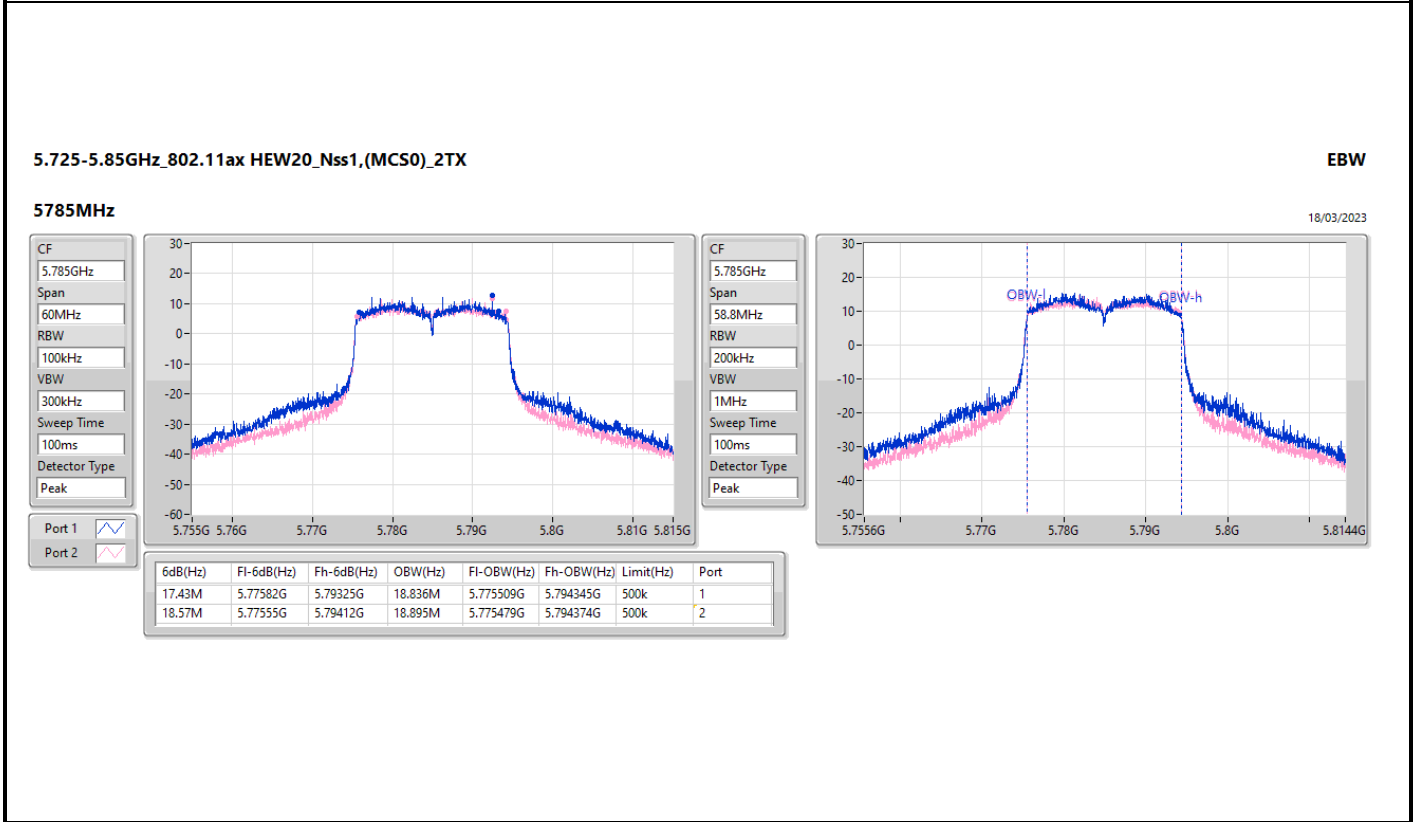 5.725-5.85GHz_802.11ax HEW20_Nss1,(MCS0)_2TX
EBW
5785MHz
18/03/2023
CF
5.785GHz
Span
60MHz
RBW
100kHz
VBW
300kHz
Sweep Time
100ms
Detector Type
Peak
Port 1
Port 2
30
20
10
0
-10
-20
-30
-40
-50
-60
5.755G 5.76G 5.77G 5.78G 5.79G 5.8G 5.81G 5.815G
CF
5.785GHz
Span
58.8MHz
RBW
200kHz
VBW
1MHz
Sweep Time
100ms
Detector Type
Peak
30
20
10
0
-10
-20
-30
-40
-50
OBW-l OBW-h
5.7556G 5.77G 5.78G 5.79G 5.8G 5.8144G
6dB(Hz) Fl-6dB(Hz) Fh-6dB(Hz) OBW(Hz) Fl-OBW(Hz) Fh-OBW(Hz) Limit(Hz) Port
17.43M 5.77582G 5.79325G 18.836M 5.775509G 5.794345G 500k 1
18.57M 5.77555G 5.79412G 18.895M 5.775479G 5.794374G 500k 2